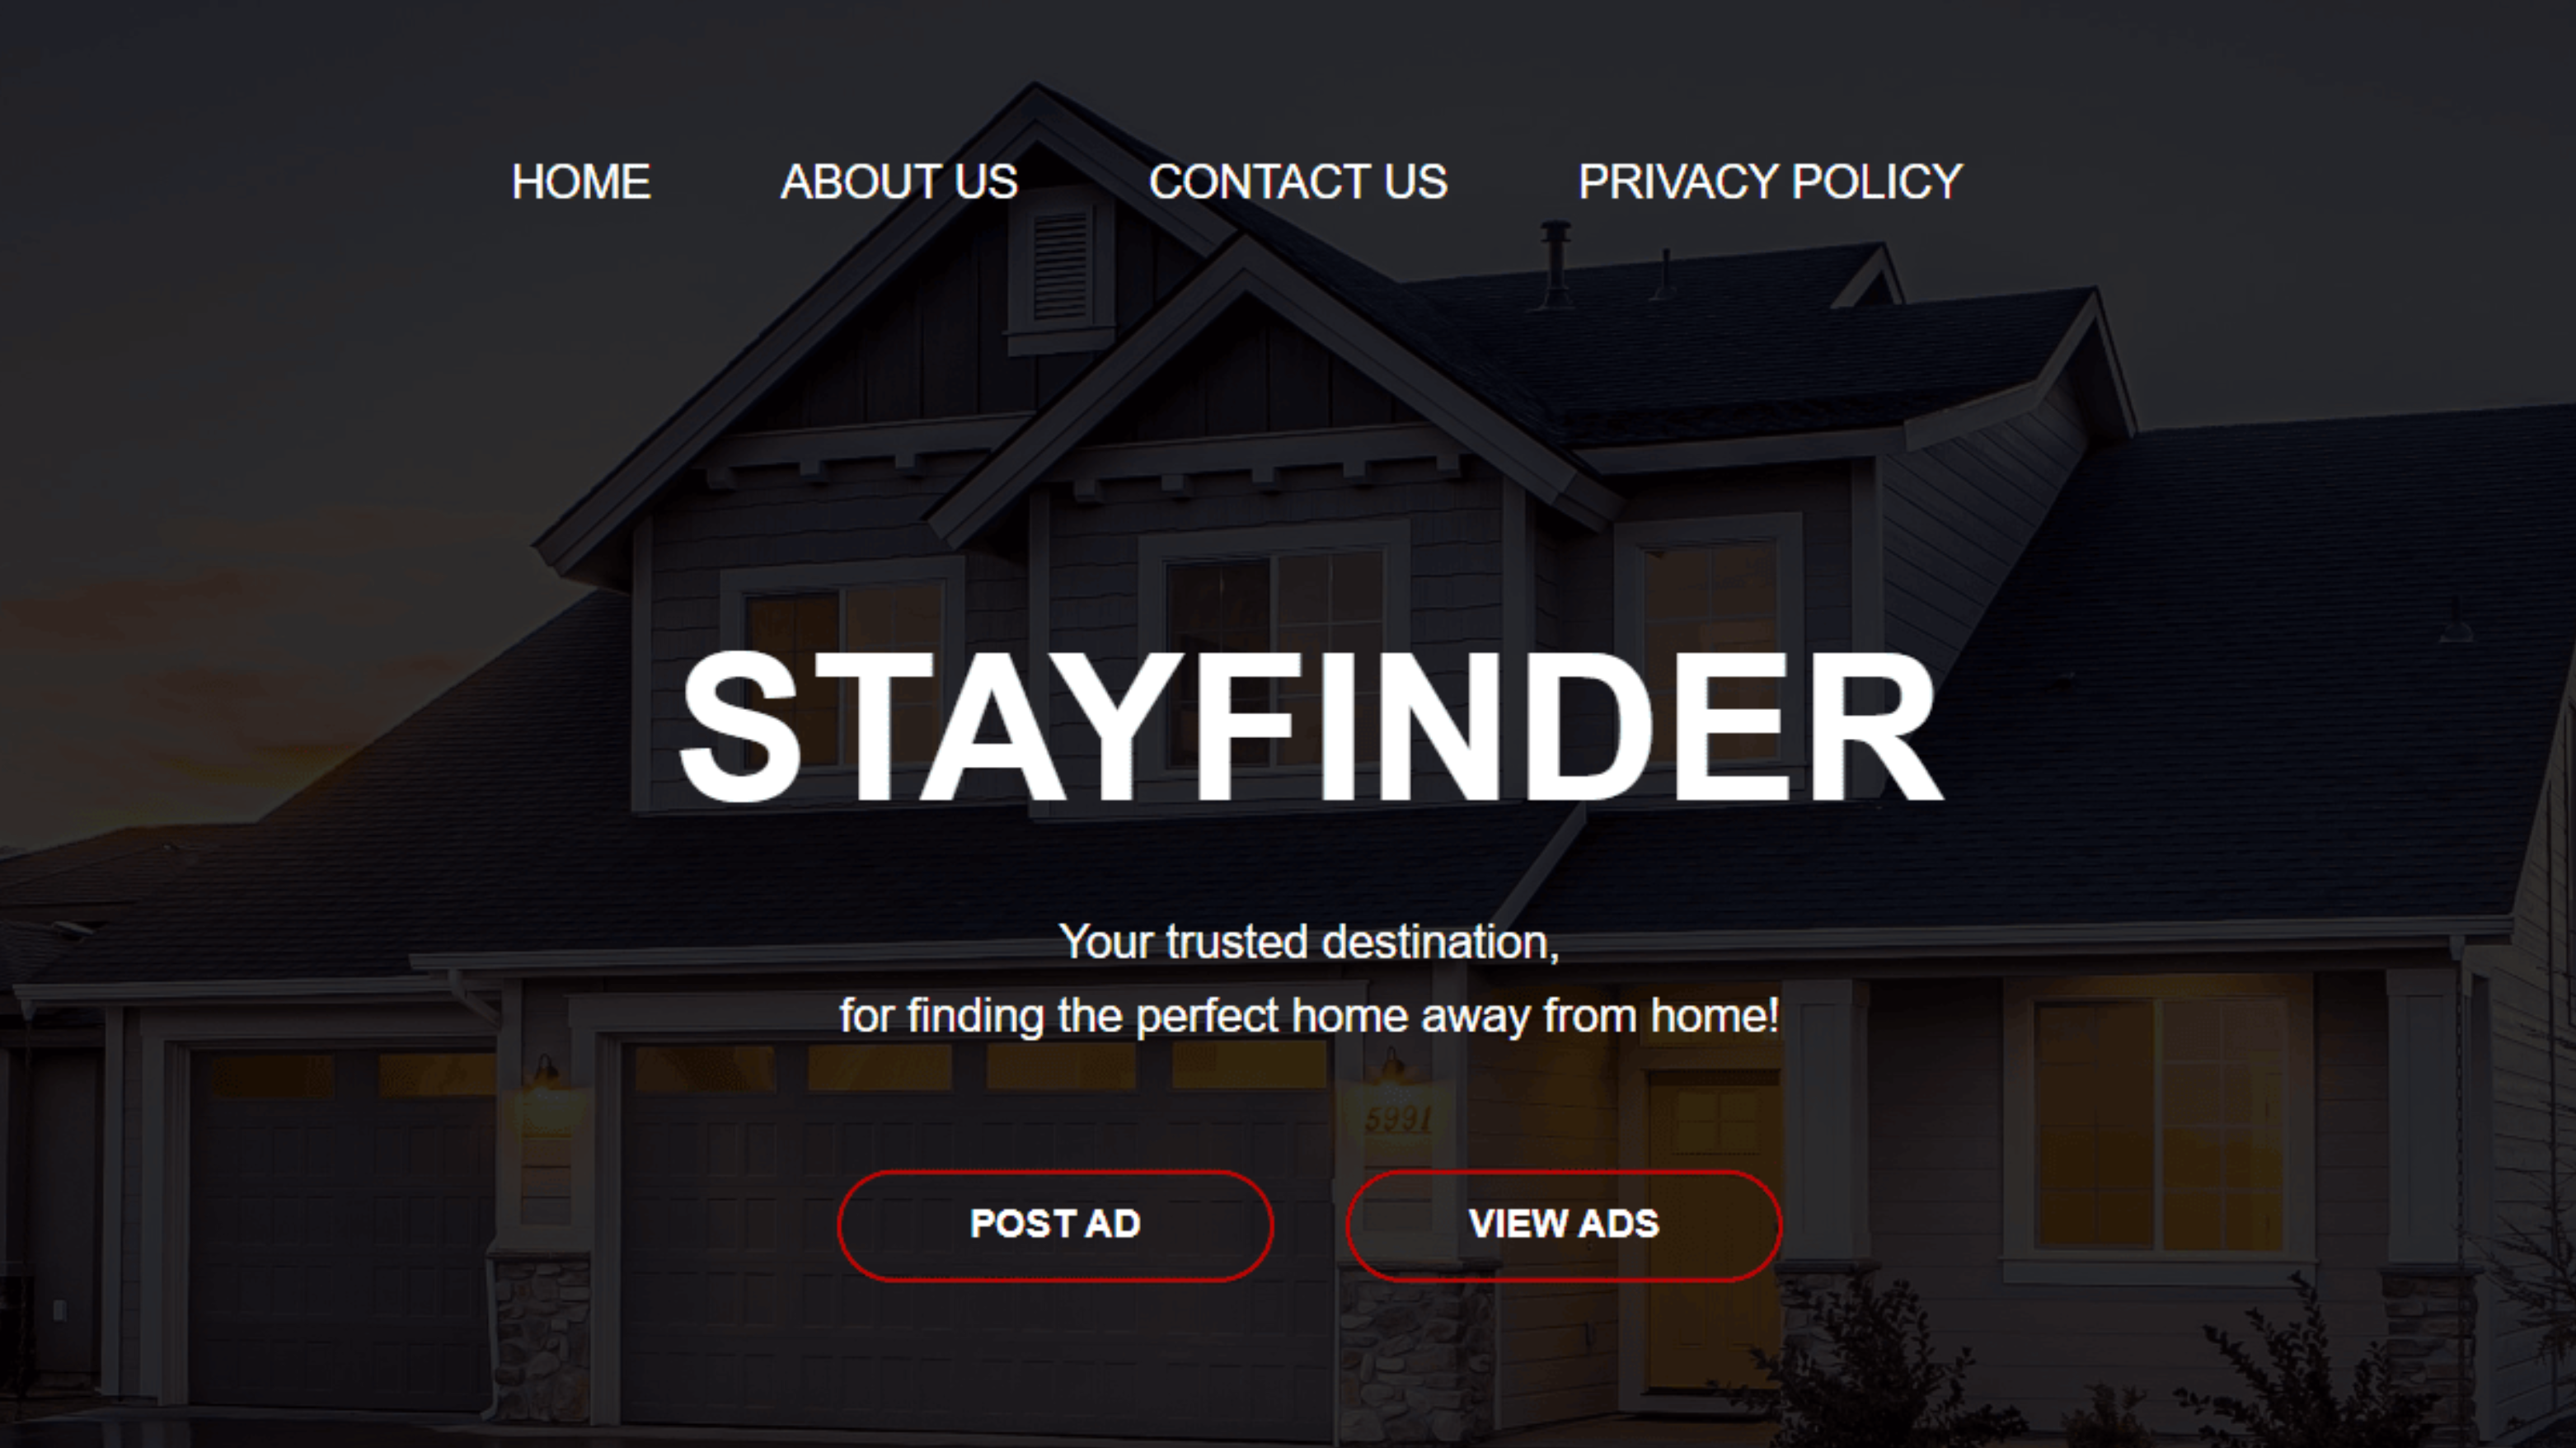 HOME ABOUT US CONTACT US PRIVACY POLICY
STAYFINDER
Your trusted destination,
for finding the perfect home away from home!
5991
POST AD VIEW ADS